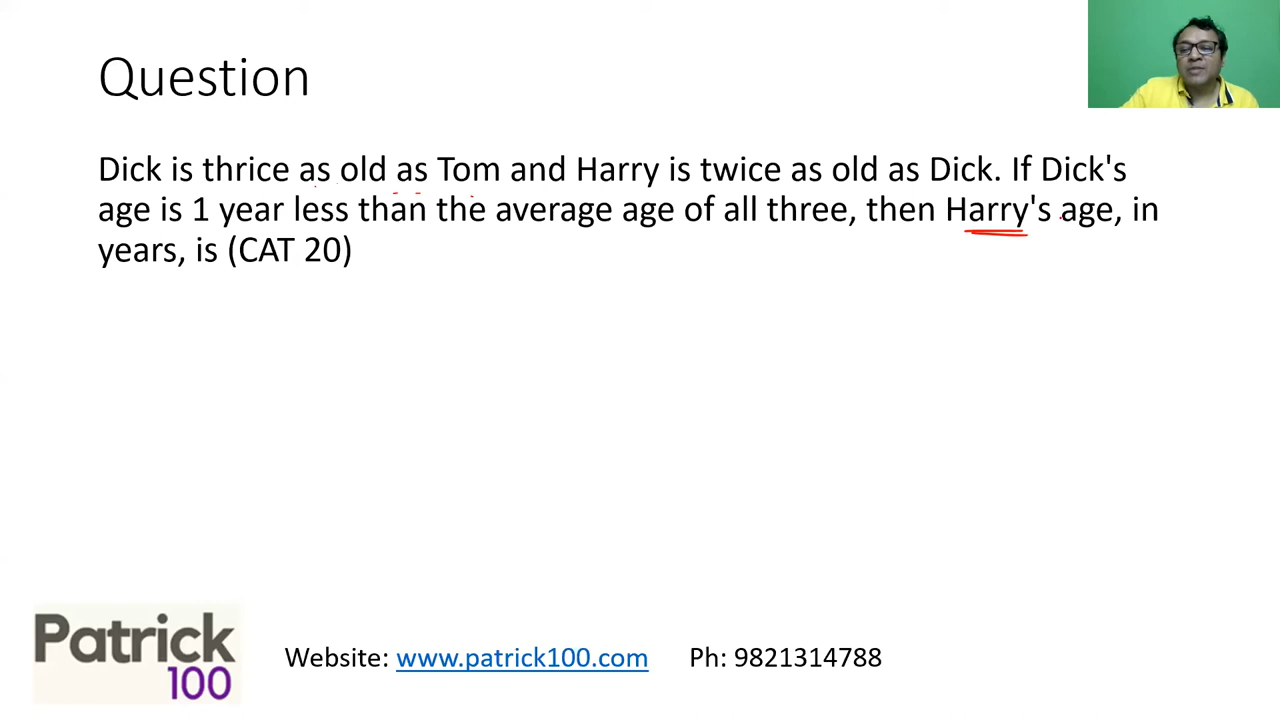 Question
Dick is thrice as old as Tom and Harry is twice as old as Dick. If Dick's
age is 1 year less than the average age of all three, then Harry's age, in
years, is (CAT 20)
Patrick
100
Website: www.patrick100.com Ph: 9821314788